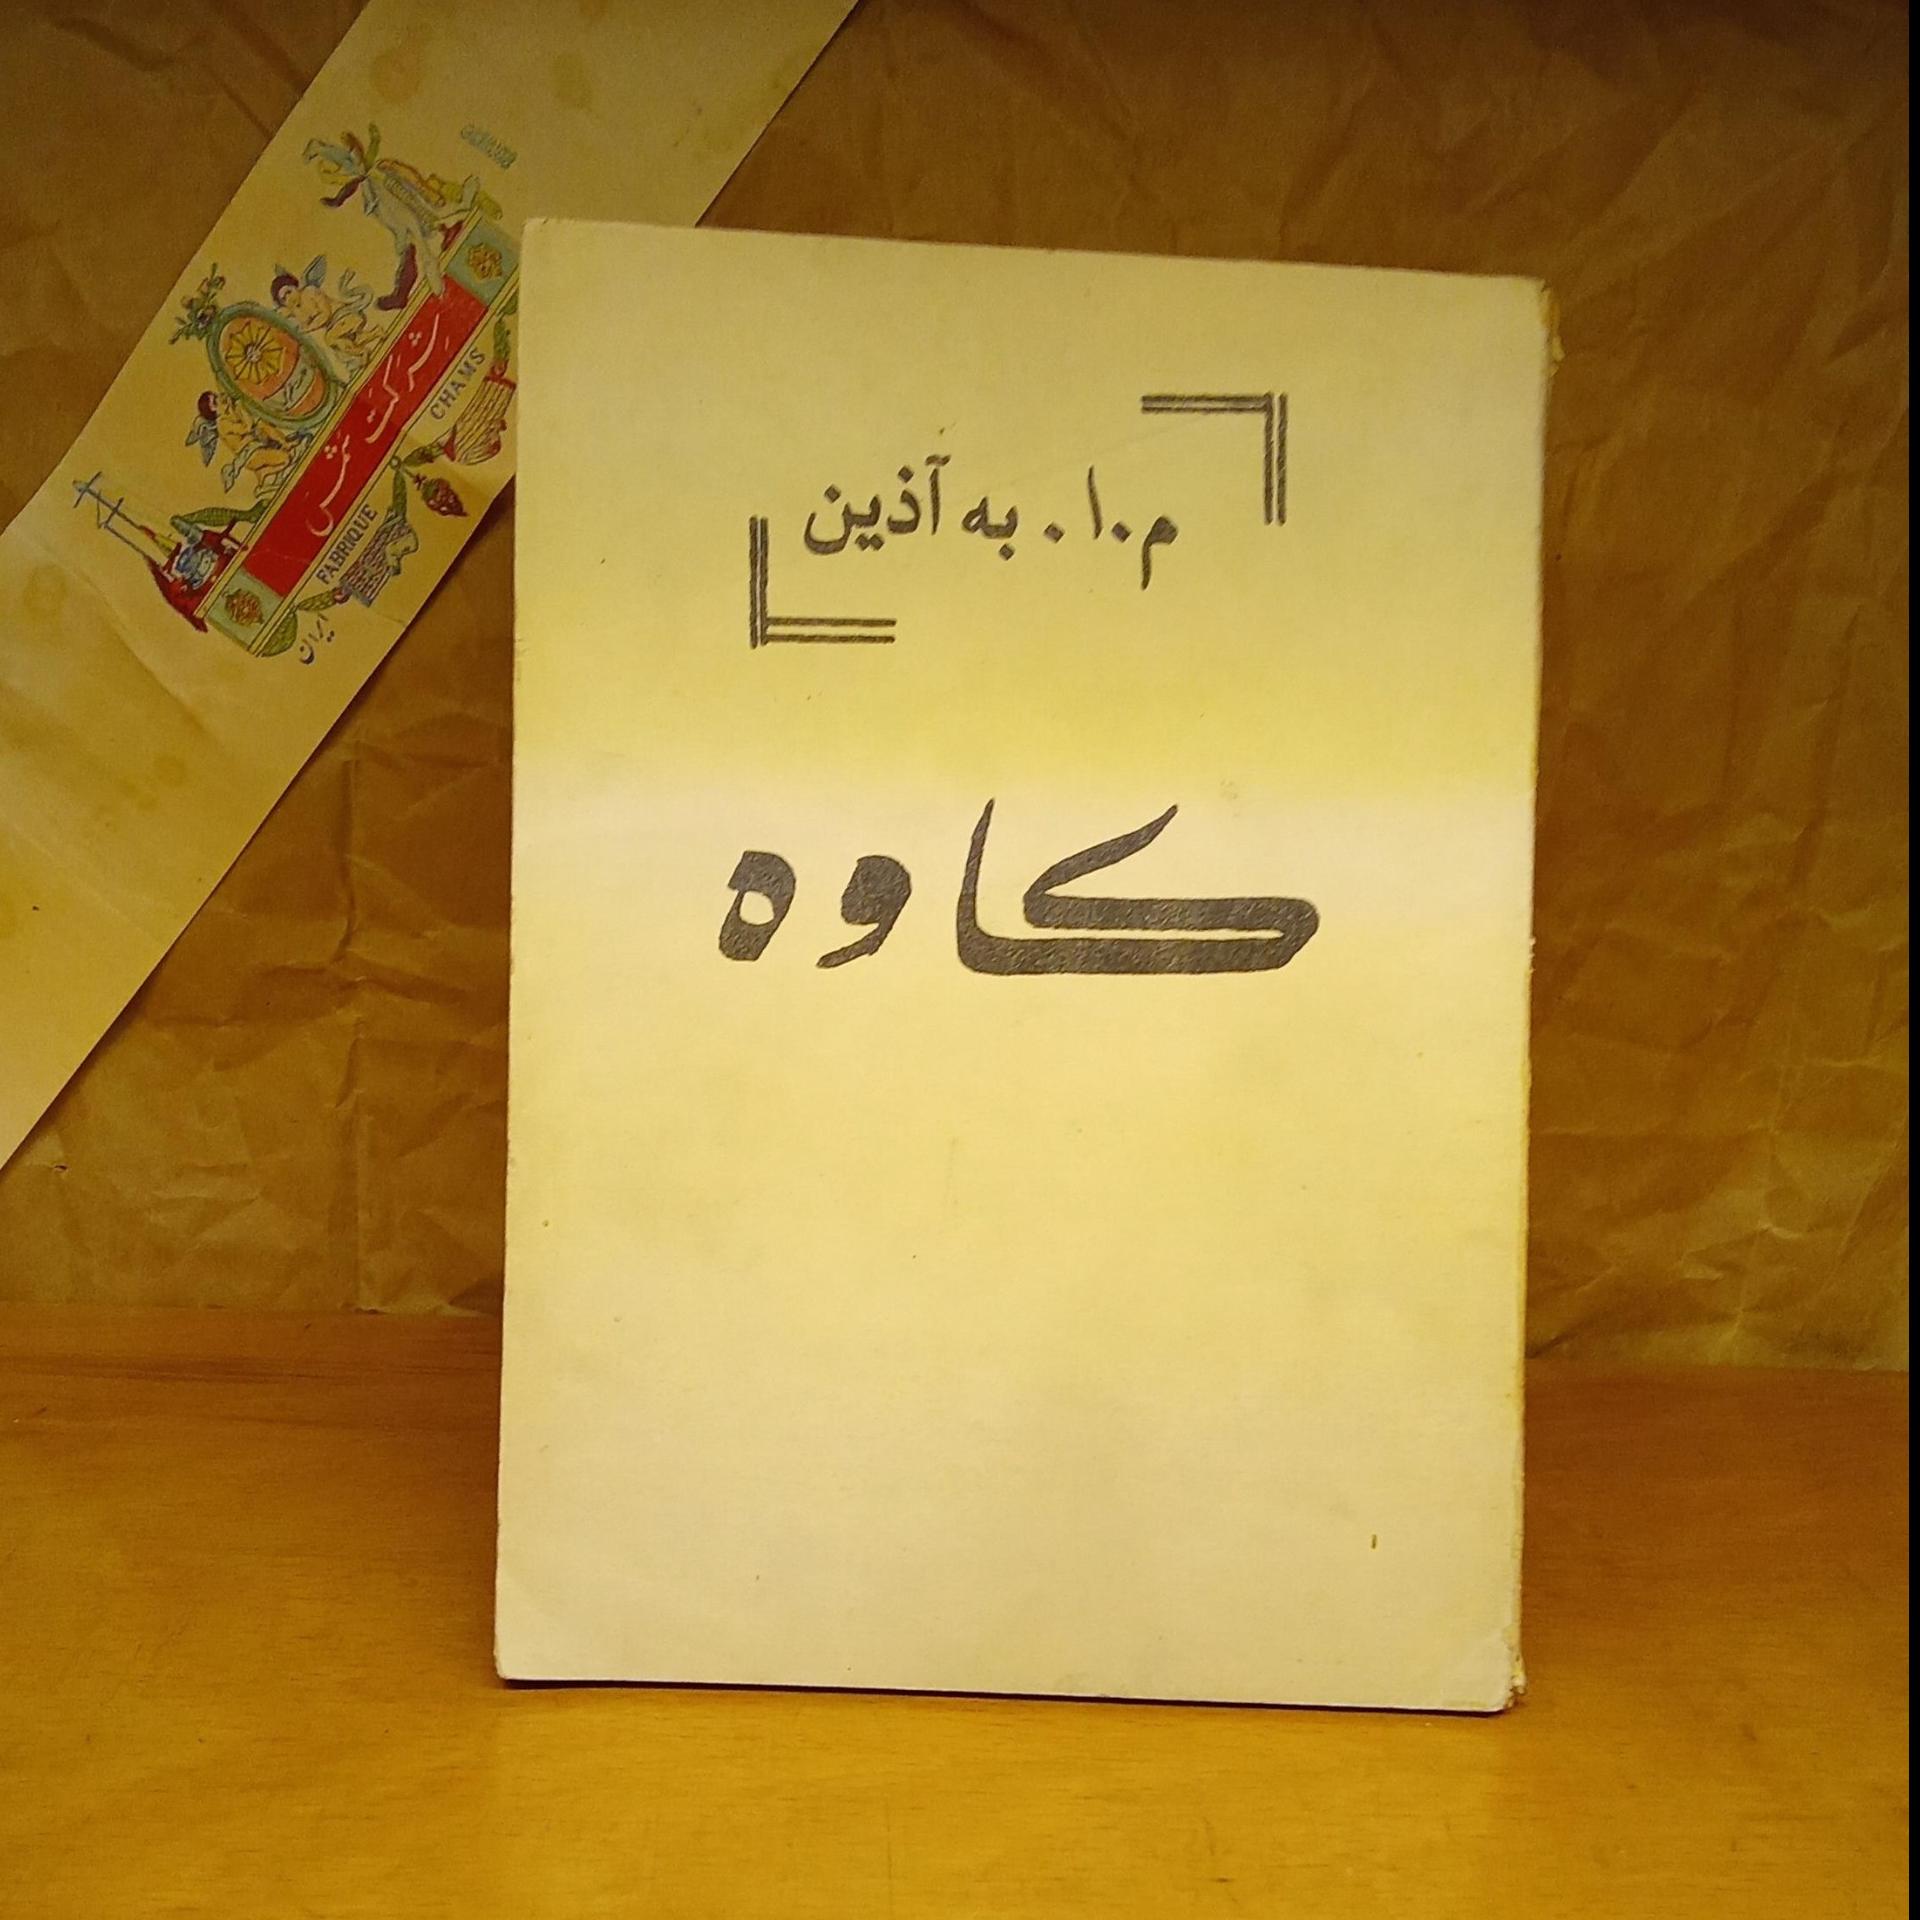 م.ا. به آذین
کاوه
شرکت شمس
FABRIQUE CHAMS
ایران